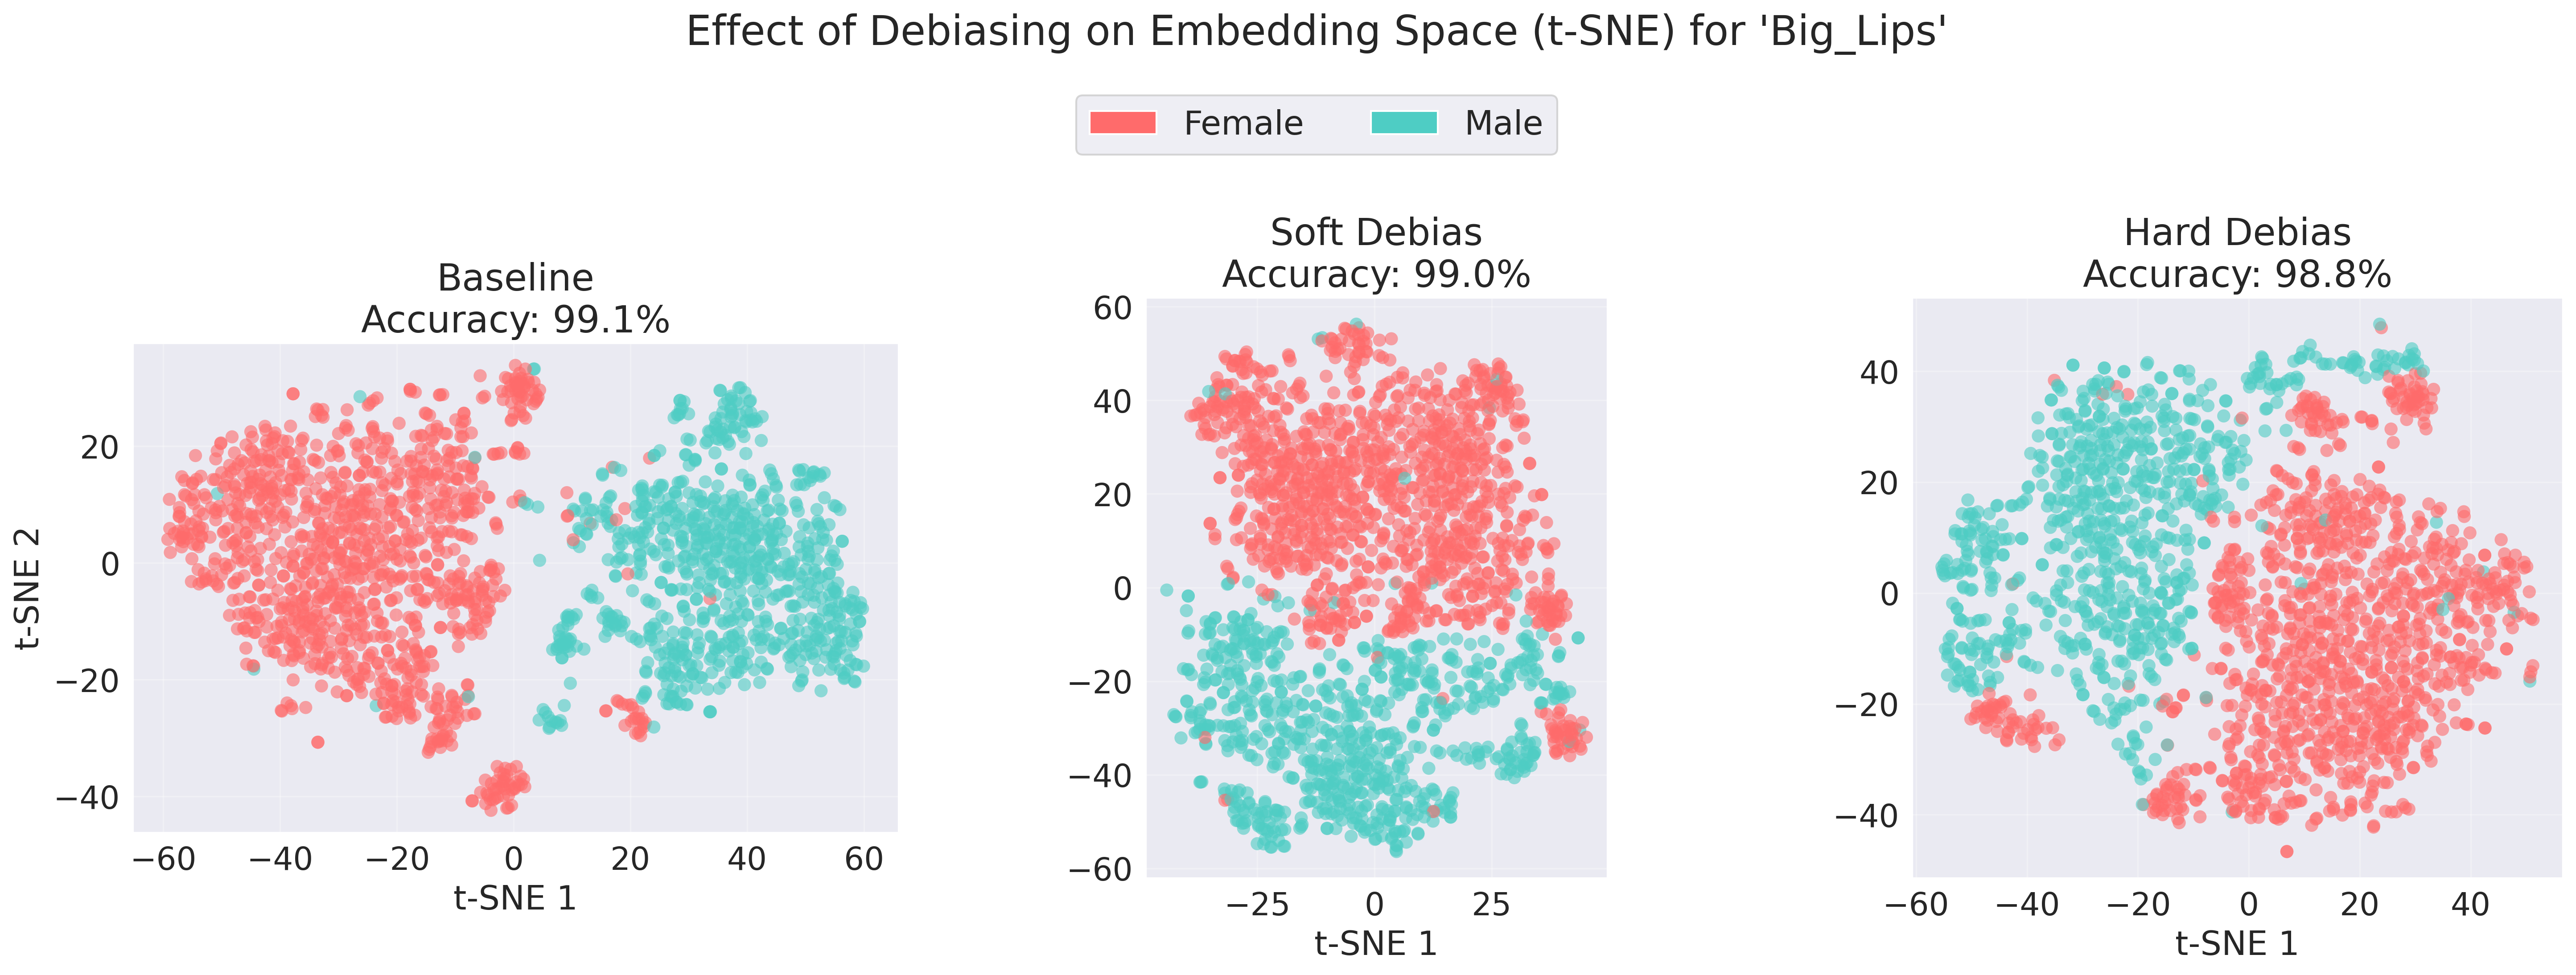 Effect of Debiasing on Embedding Space (t-SNE) for 'Big_Lips'
Female
Male
Baseline
Accuracy: 99.1%
t-SNE 2
20
0
−20
−40
−60
−40
−20
0
20
40
60
t-SNE 1
Soft Debias
Accuracy: 99.0%
60
40
20
0
−20
−40
−60
−25
0
25
t-SNE 1
Hard Debias
Accuracy: 98.8%
40
20
0
−20
−40
−60
−40
−20
0
20
40
t-SNE 1